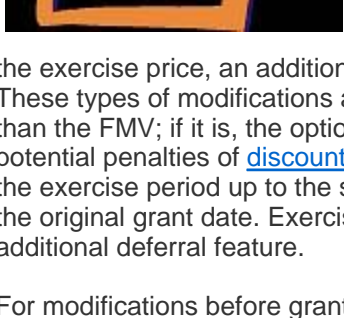 the exercise price, an addition
These types of modifications a
than the FMV; if it is, the optio
potential penalties of discount
the exercise period up to the s
the original grant date. Exercis
additional deferral feature.
For modifications before grant